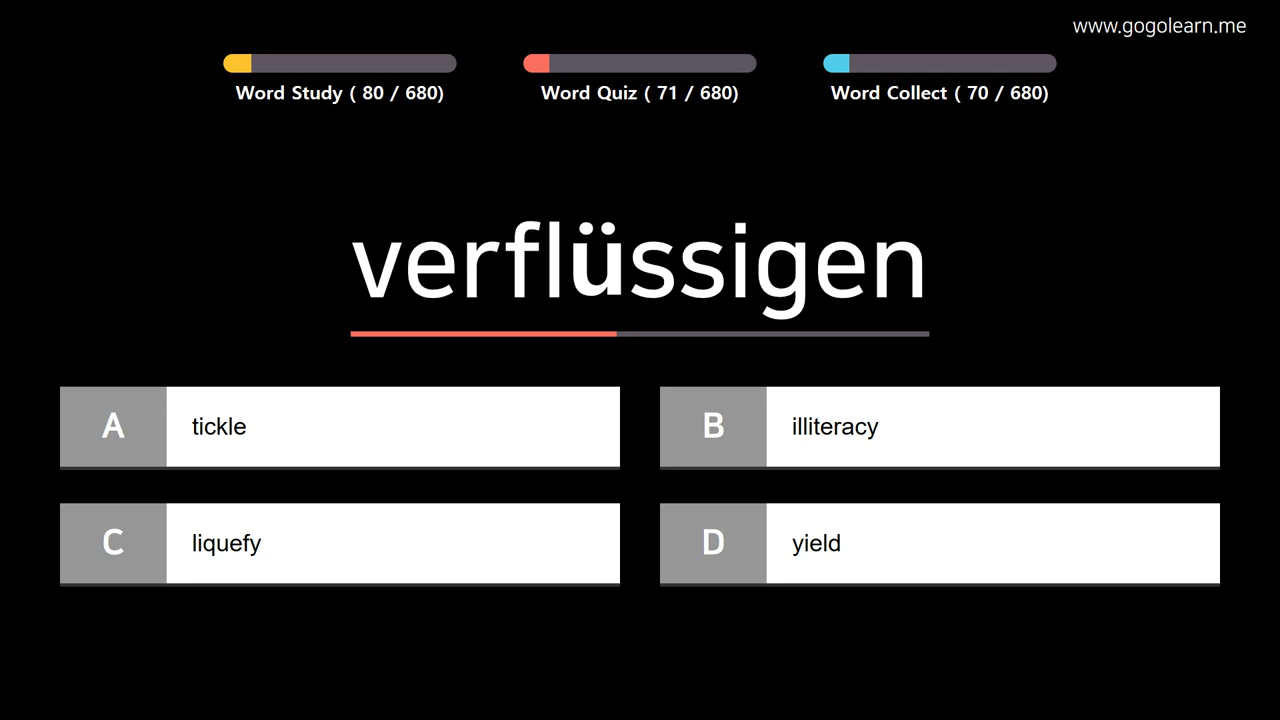 www.gogolearn.me
Word Study ( 80 / 680)
Word Quiz ( 71 / 680)
Word Collect ( 70 / 680)
verflüssigen
A tickle
B illiteracy
C liquefy
D yield